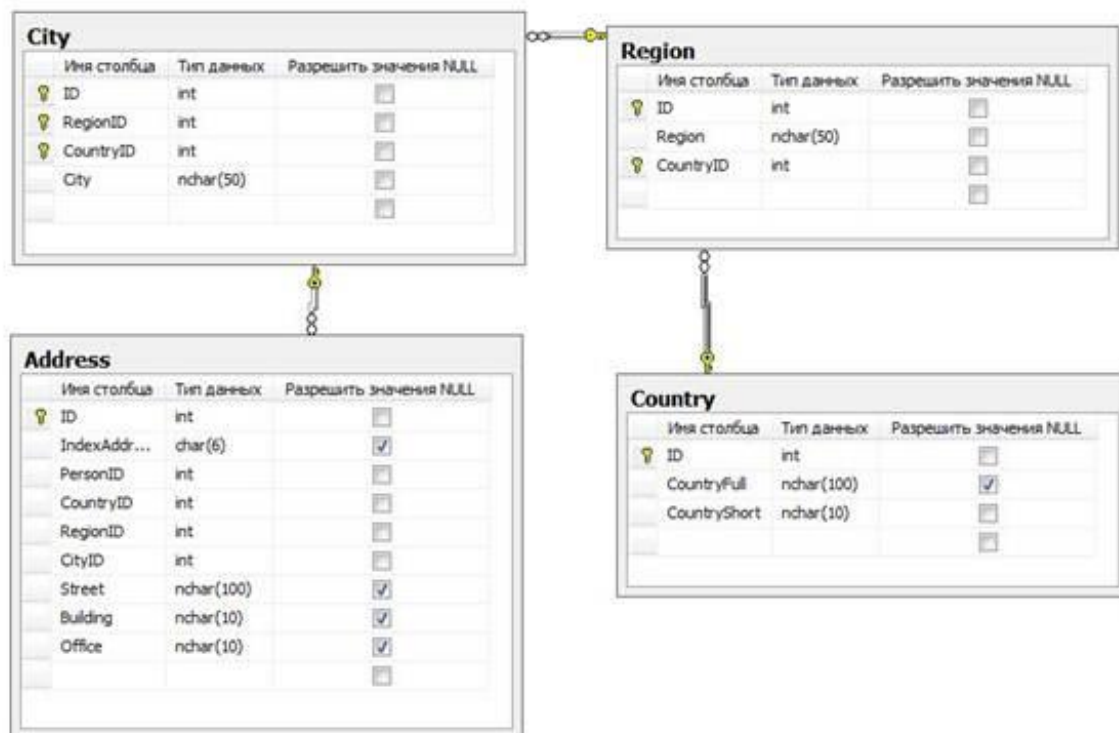 City
Имя столбца Тип данных Разрешить значения NULL
ID int
RegionID int
CountryID int
City nchar(50)
Region
Имя столбца Тип данных Разрешить значения NULL
ID int
Region nchar(50)
CountryID int
Address
Имя столбца Тип данных Разрешить значения NULL
ID int
IndexAddr... char(6)
PersonID int
CountryID int
RegionID int
CityID int
Street nchar(100)
Building nchar(10)
Office nchar(10)
Country
Имя столбца Тип данных Разрешить значения NULL
ID int
CountryFull nchar(100)
CountryShort nchar(10)